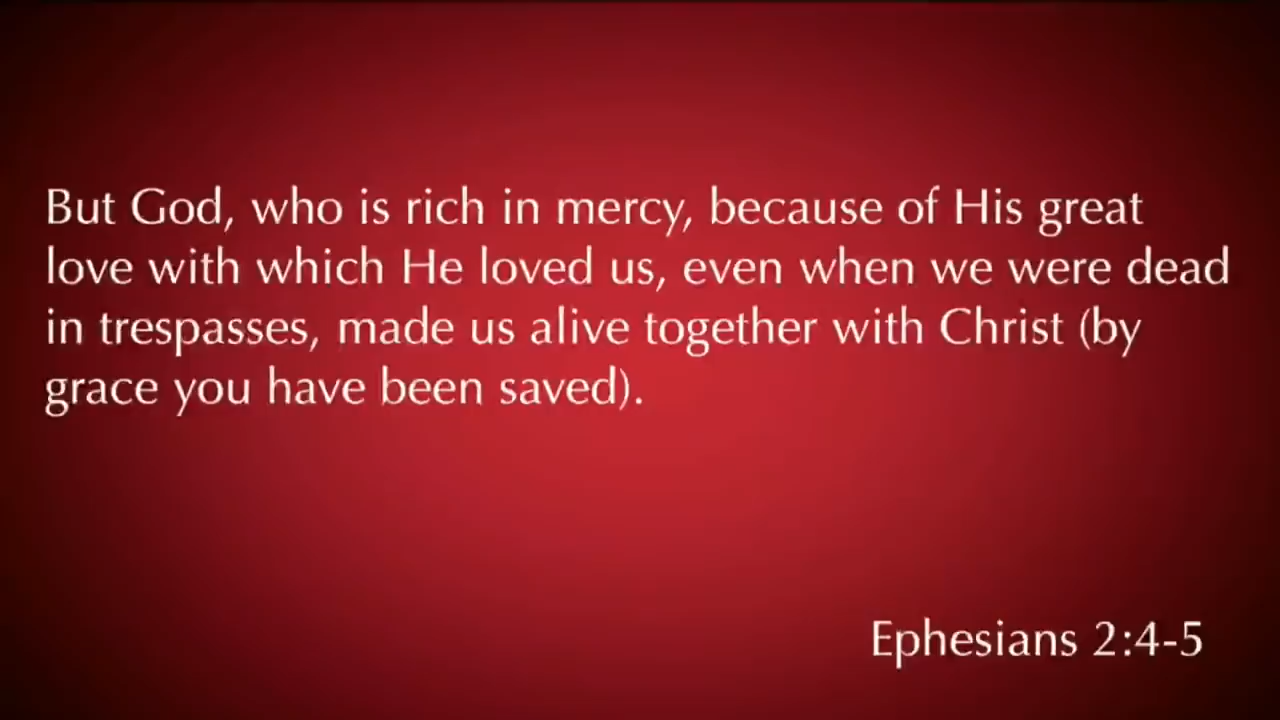 But God, who is rich in mercy, because of His great
love with which He loved us, even when we were dead
in trespasses, made us alive together with Christ (by
grace you have been saved).
Ephesians 2:4-5